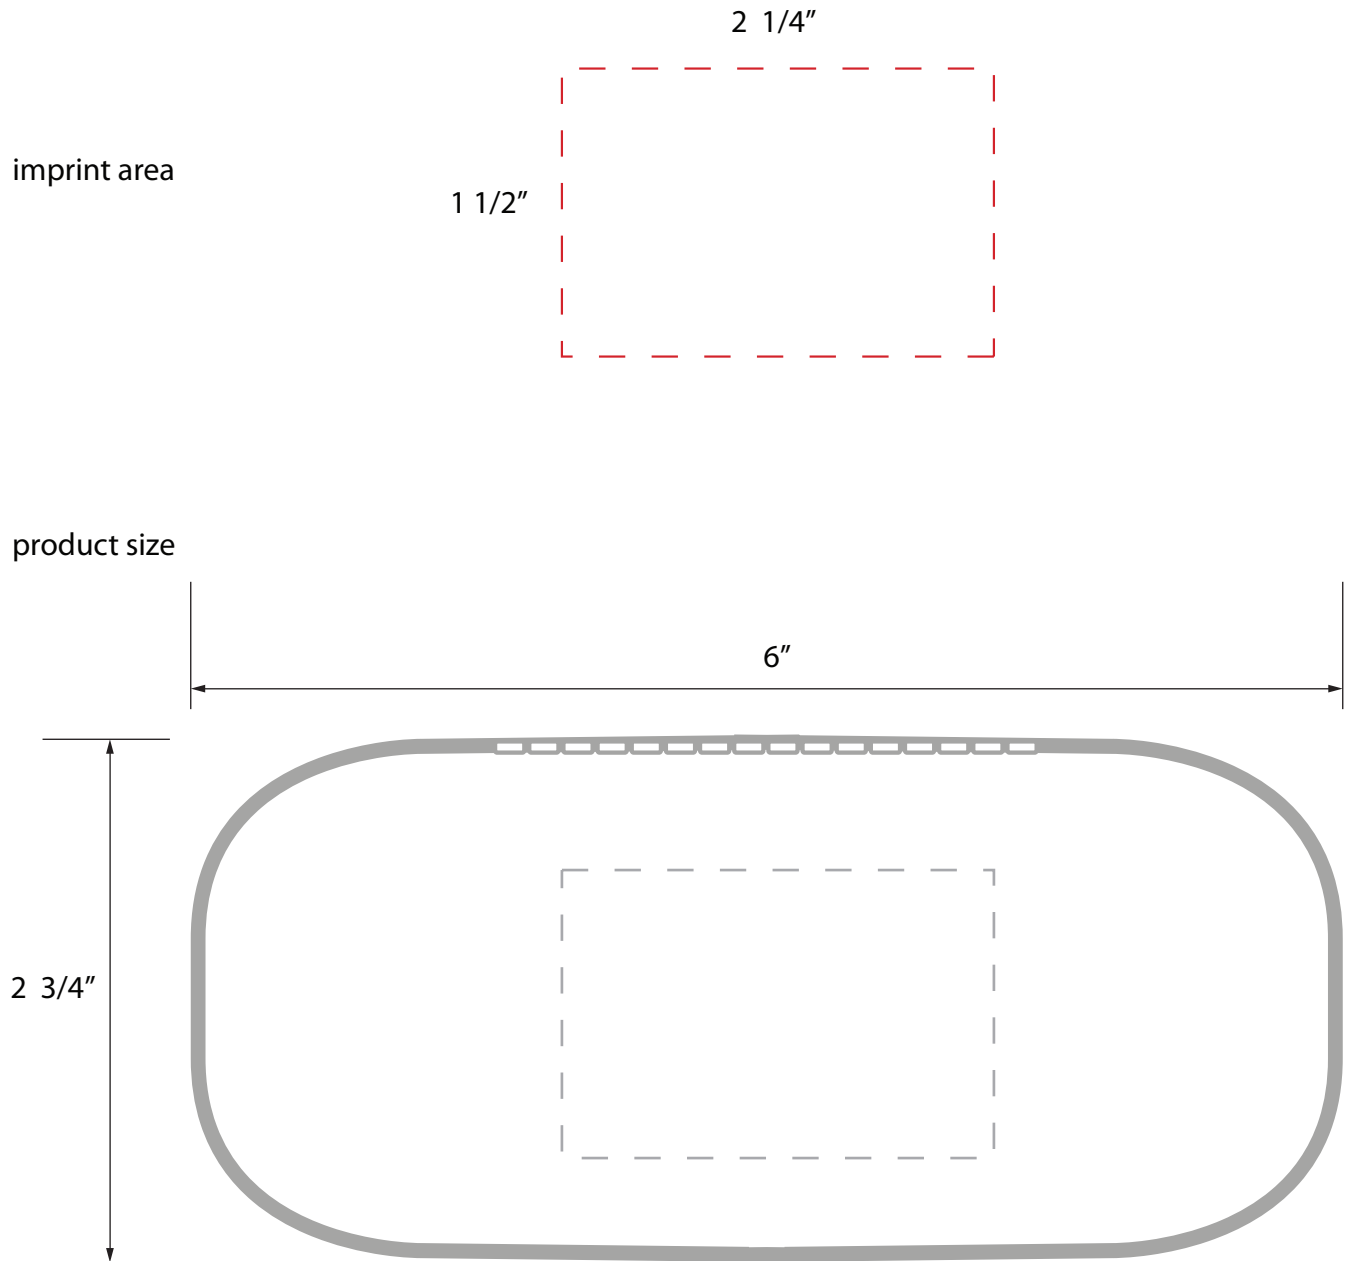 2 1/4”
imprint area
1 1/2”
product size
6”
2 3/4”